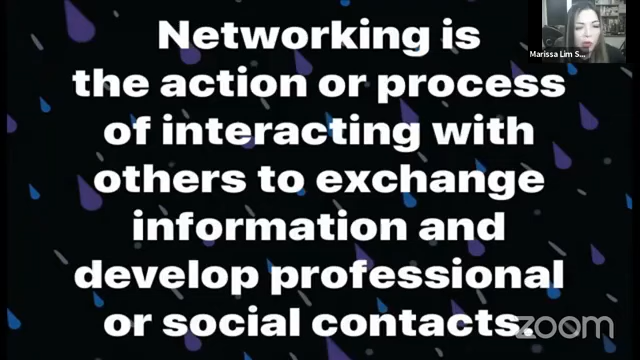 Networking is
the action or process
of interacting with
others to exchange
information and
develop professional
or social contacts.
Marissa Lim S...
zoom